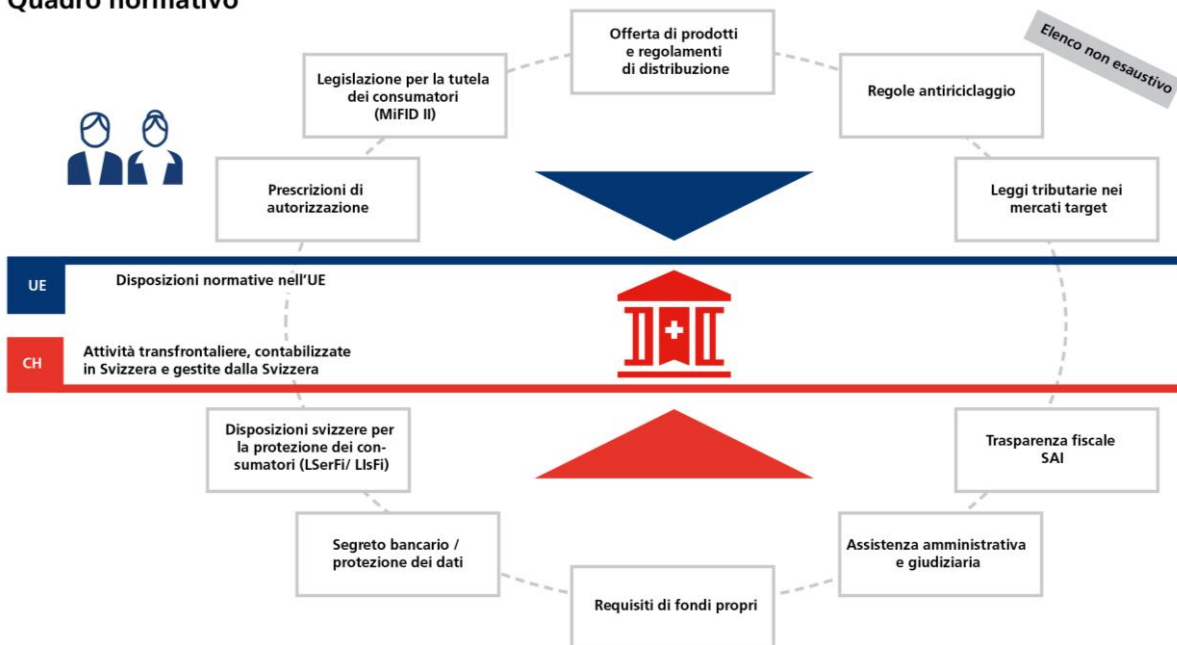 Quadro normativo
Elenco non esaustivo
Offerta di prodotti
e regolamenti
di distribuzione
Legislazione per la tutela
dei consumatori
(MiFID II)
Regole antiriciclaggio
Prescrizioni di
autorizzazione
Leggi tributarie nei
mercati target
UE
Disposizioni normative nell'UE
CH
Attività transfrontaliere, contabilizzate
in Svizzera e gestite dalla Svizzera
Disposizioni svizzere per
la protezione dei con-
sumatori (LSerFi/ LIsFi)
Trasparenza fiscale
SAI
Segreto bancario /
protezione dei dati
Assistenza amministrativa
e giudiziaria
Requisiti di fondi propri